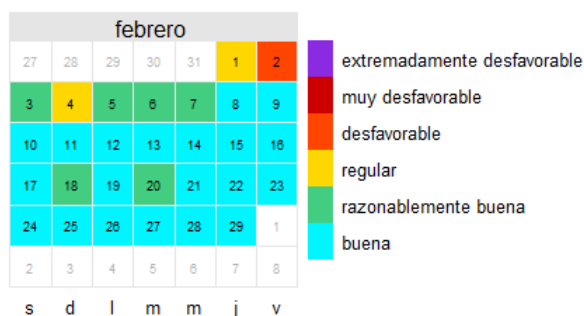 febrero
27 28 29 30 31 1 2
3 4 5 6 7 8 9
10 11 12 13 14 15 16
17 18 19 20 21 22 23
24 25 26 27 28 29 1
2 3 4 5 6 7 8
s d l m m j v
extremadamente desfavorable
muy desfavorable
desfavorable
regular
razonablemente buena
buena